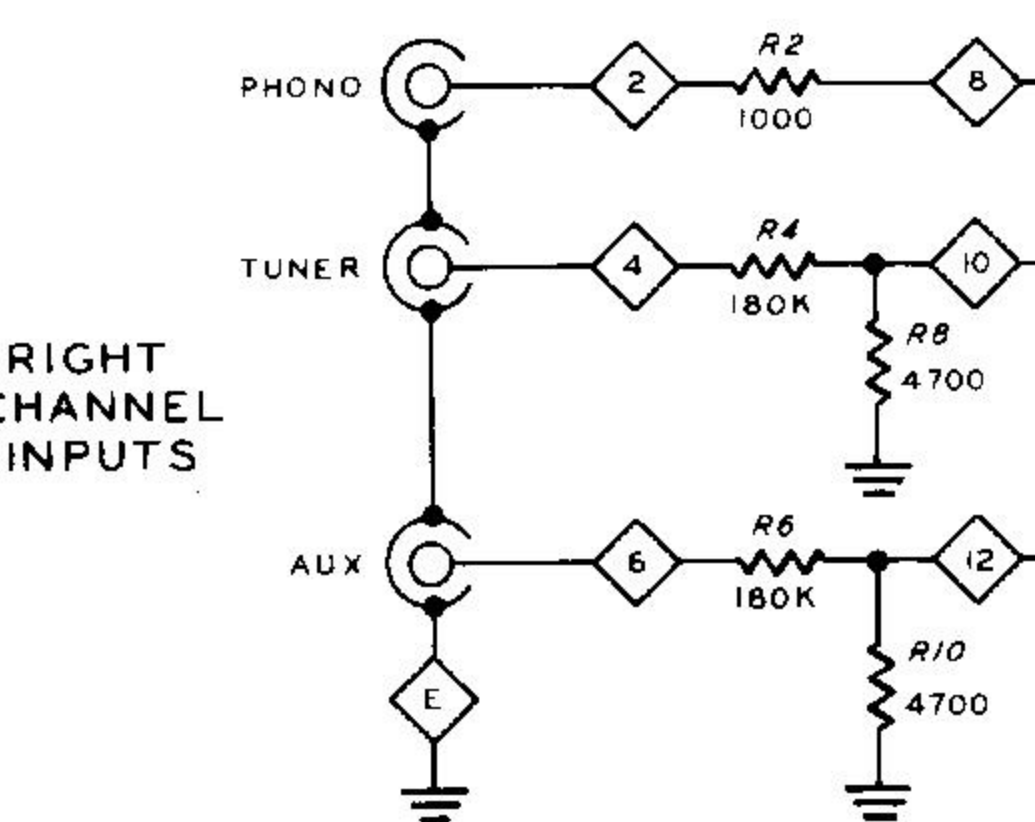 PHONO
2
R2
1000
8
TUNER
4
R4
180K
10
R8
4700
RIGHT
CHANNEL
INPUTS
AUX
6
R6
180K
12
R10
4700
E